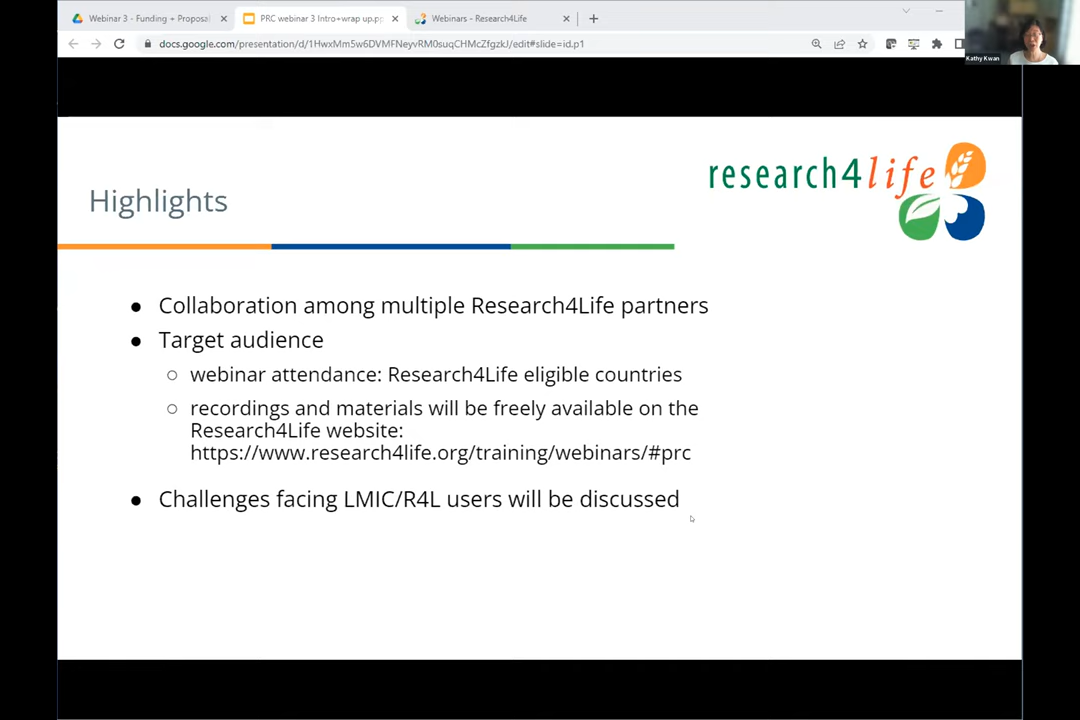 Webinar 3 - Funding + Proposal
PRC webinar 3 Intro+wrap up.pp
Webinars - Research4Life
docs.google.com/presentation/d/1HwxMm5w6DVMFNeyvRM0suqCHMcZfgzkJ/edit#slide=id.p1
Kathy Kwan
research4life
Highlights
● Collaboration among multiple Research4Life partners
● Target audience
○ webinar attendance: Research4Life eligible countries
○ recordings and materials will be freely available on the
Research4Life website:
https://www.research4life.org/training/webinars/#prc
● Challenges facing LMIC/R4L users will be discussed